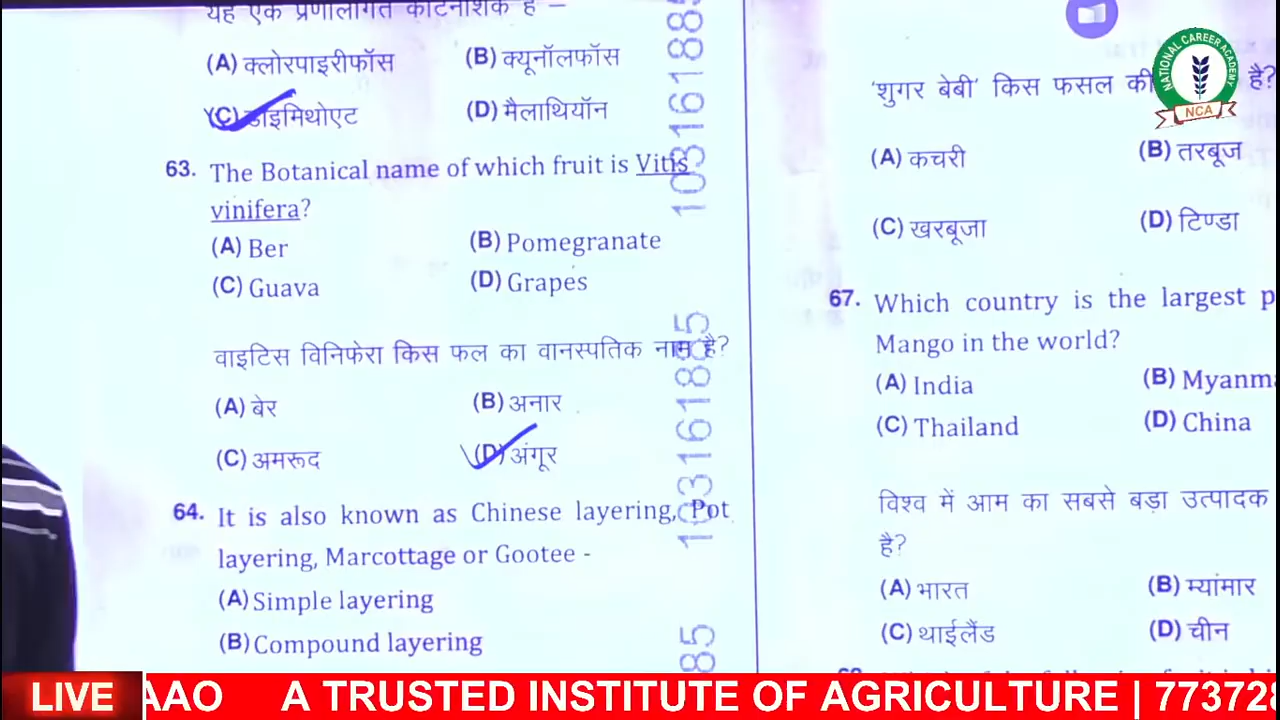 यह एक प्रणालीगत कीटनाशक है –
(A) क्लोरपाइरीफॉस (B) क्यूनॉलफॉस
(C) डाइमिथोएट (D) मैलाथियॉन
63. The Botanical name of which fruit is Vitis
vinifera?
(A) Ber (B) Pomegranate
(C) Guava (D) Grapes
वाइटिस विनिफेरा किस फल का वानस्पतिक नाम है?
(A) बेर (B) अनार
(C) अमरूद (D) अंगूर
64. It is also known as Chinese layering, Pot
layering, Marcottage or Gootee -
(A) Simple layering
(B) Compound layering
10316188
103161885
85
'शुगर बेबी' किस फसल की है?
(A) कचरी (B) तरबूज
(C) खरबूजा (D) टिण्डा
67. Which country is the largest p
Mango in the world?
(A) India (B) Myanma
(C) Thailand (D) China
विश्व में आम का सबसे बड़ा उत्पादक
है?
(A) भारत (B) म्यांमार
(C) थाईलैंड (D) चीन
NATIONAL CAREER ACADEMY
NCA
LIVE AAO A TRUSTED INSTITUTE OF AGRICULTURE | 773728